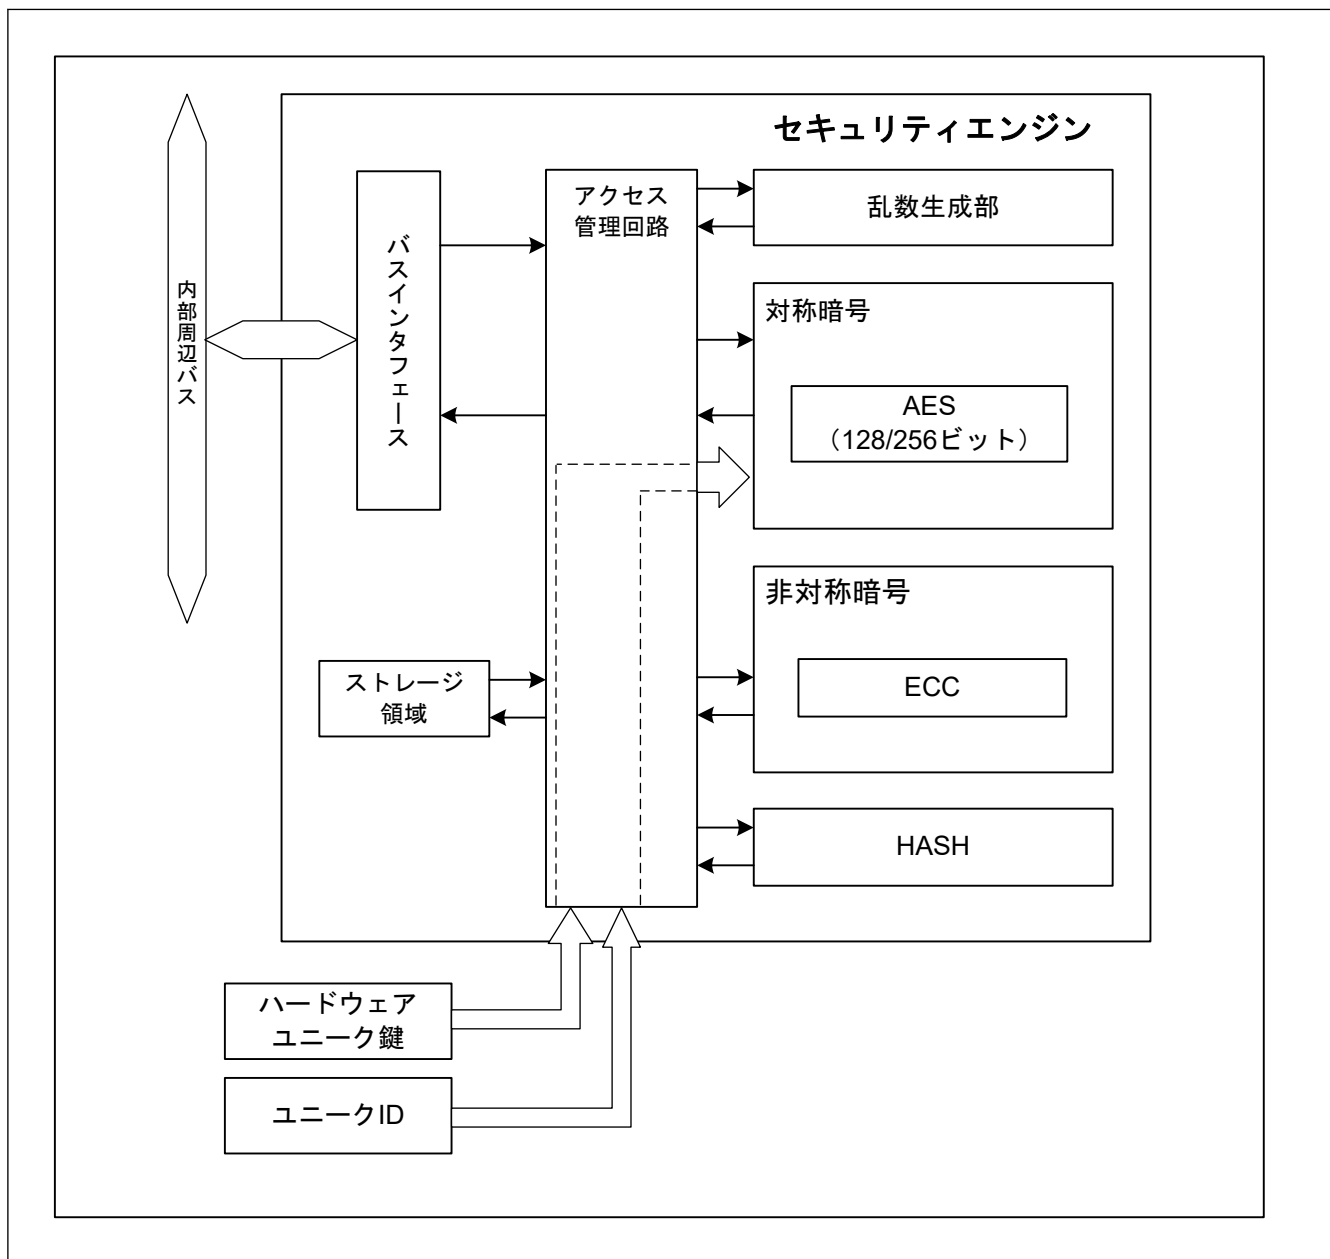 セキュリティエンジン
内部周辺バス
バスインタフェース
アクセス
管理回路
乱数生成部
対称暗号
AES
（128/256ビット）
非対称暗号
ECC
ストレージ
領域
HASH
ハードウェア
ユニーク鍵
ユニークID